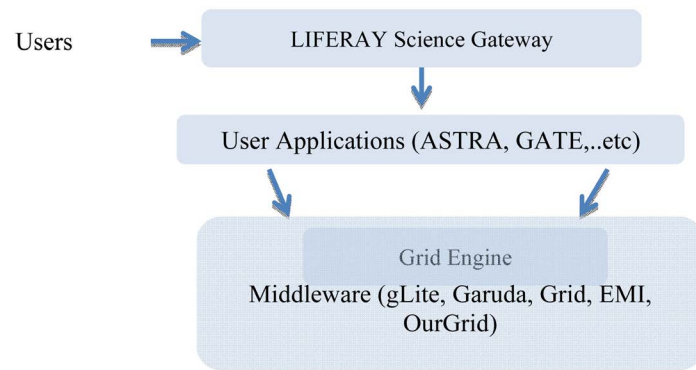 Users
LIFERAY Science Gateway
User Applications (ASTRA, GATE,..etc)
Grid Engine
Middleware (gLite, Garuda, Grid, EMI,
OurGrid)